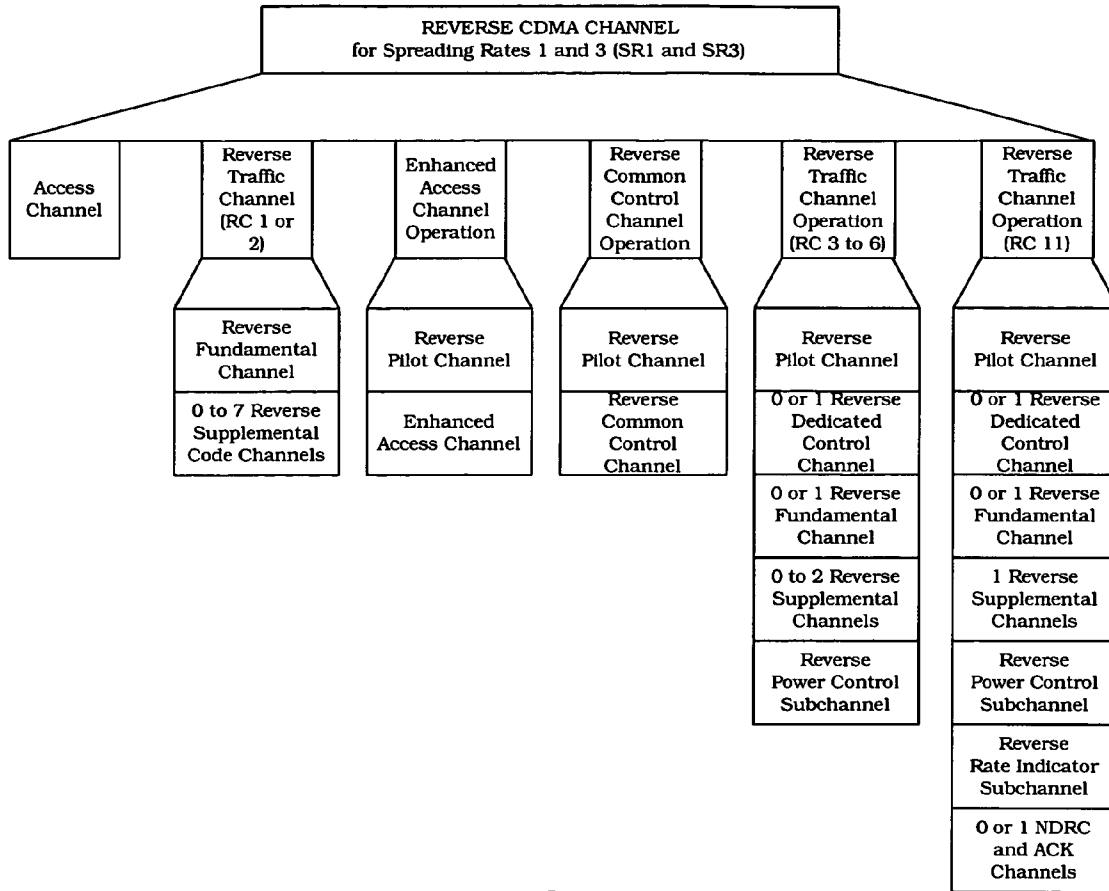 REVERSE CDMA CHANNEL
for Spreading Rates 1 and 3 (SR1 and SR3)
Access
Channel
Reverse
Traffic
Channel
(RC 1 or
2)
Enhanced
Access
Channel
Operation
Reverse
Common
Control
Channel
Operation
Reverse
Traffic
Channel
Operation
(RC 3 to 6)
Reverse
Traffic
Channel
Operation
(RC 11)
Reverse
Fundamental
Channel
0 to 7 Reverse
Supplemental
Code Channels
Reverse
Pilot Channel
Enhanced
Access Channel
Reverse
Pilot Channel
Reverse
Common
Control
Channel
Reverse
Pilot Channel
0 or 1 Reverse
Dedicated
Control
Channel
0 or 1 Reverse
Fundamental
Channel
0 to 2 Reverse
Supplemental
Channels
Reverse
Power Control
Subchannel
Reverse
Pilot Channel
0 or 1 Reverse
Dedicated
Control
Channel
0 or 1 Reverse
Fundamental
Channel
1 Reverse
Supplemental
Channels
Reverse
Power Control
Subchannel
Reverse
Rate Indicator
Subchannel
0 or 1 NDRC
and ACK
Channels